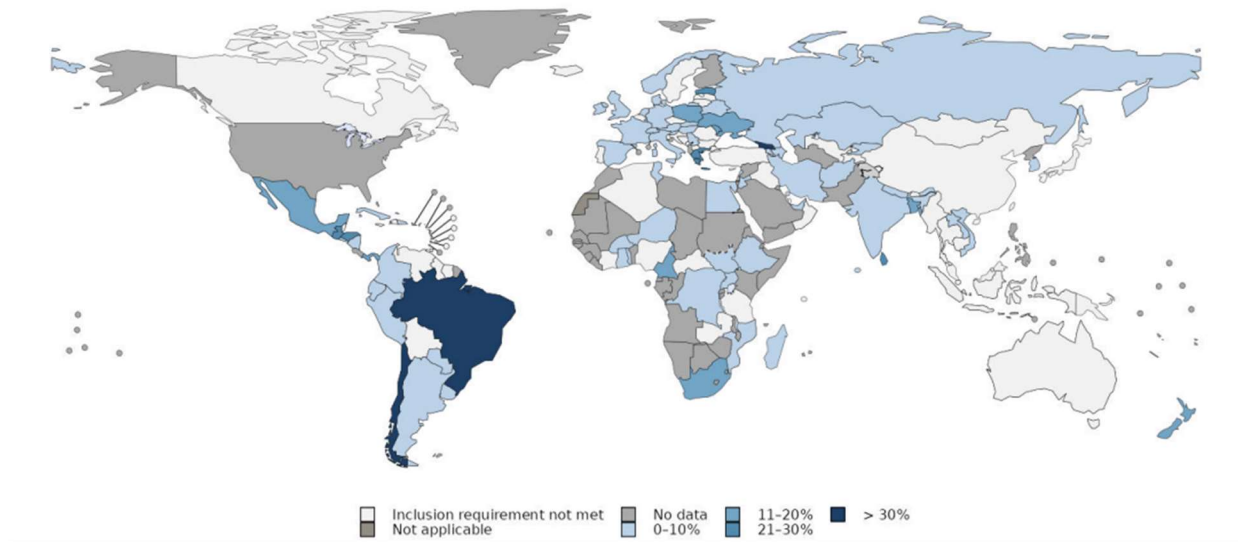 Inclusion requirement not met
Not applicable
No data
0–10%
11–20%
21–30%
> 30%